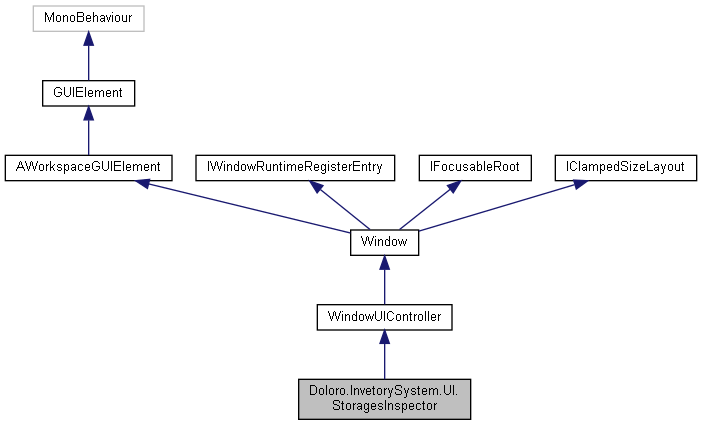 MonoBehaviour
GUIElement
AWorkspaceGUIElement
IWindowRuntimeRegisterEntry
IFocusableRoot
IClampedSizeLayout
Window
WindowUIController
Doloro.InvetorySystem.UI.
StoragesInspector